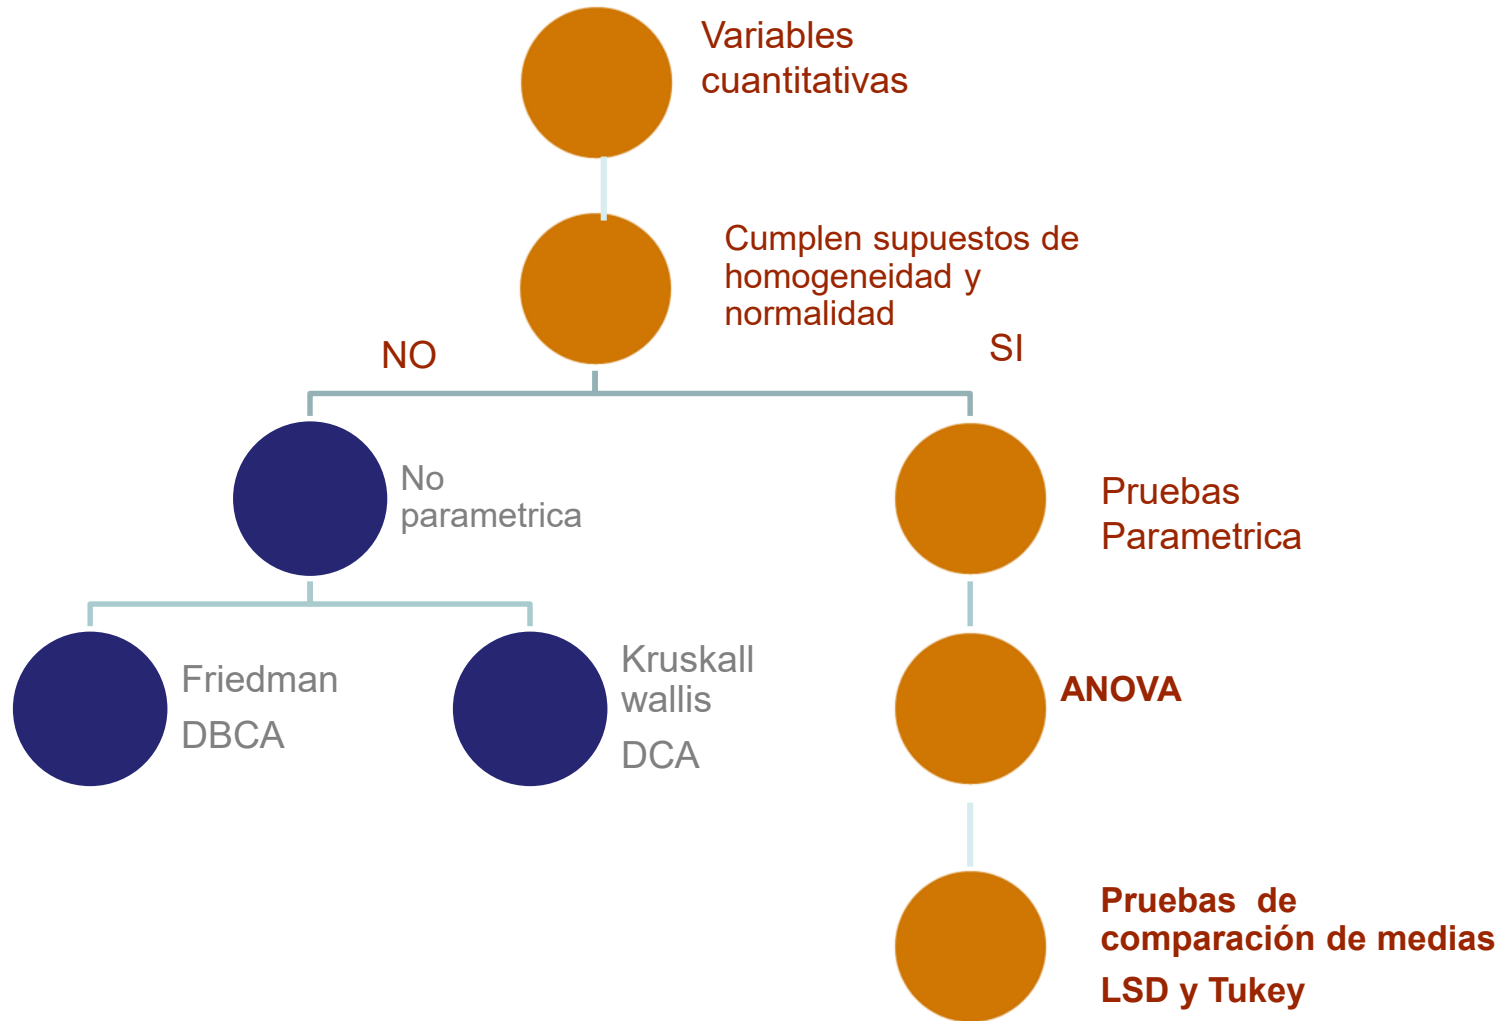 Variables
cuantitativas
Cumplen supuestos de
homogeneidad y
normalidad
NO
SI
No
parametrica
Pruebas
Parametrica
Friedman
DBCA
Kruskall
wallis
DCA
ANOVA
Pruebas de
comparación de medias
LSD y Tukey